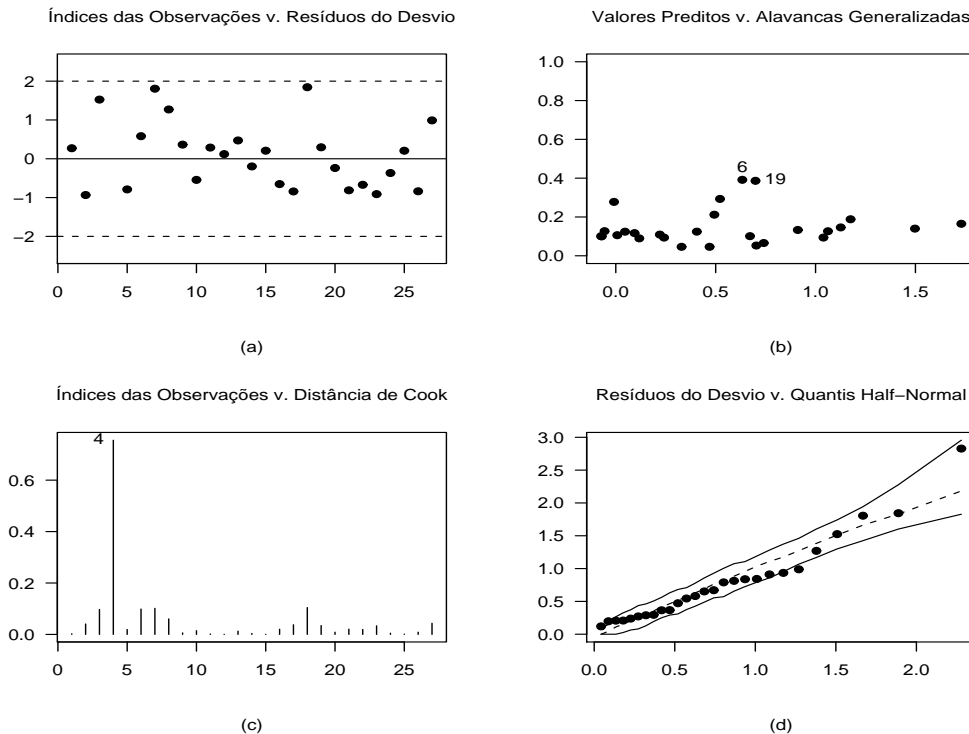 Índices das Observações v. Resíduos do Desvio
2
1
0
−1
−2
0 5 10 15 20 25
(a)
Valores Preditos v. Alavancas Generalizadas
1.0
0.8
0.6
0.4
0.2
0.0
6
19
0.0 0.5 1.0 1.5
(b)
Índices das Observações v. Distância de Cook
4
0.6
0.4
0.2
0.0
0 5 10 15 20 25
(c)
Resíduos do Desvio v. Quantis Half−Normal
3.0
2.5
2.0
1.5
1.0
0.5
0.0
0.0 0.5 1.0 1.5 2.0
(d)